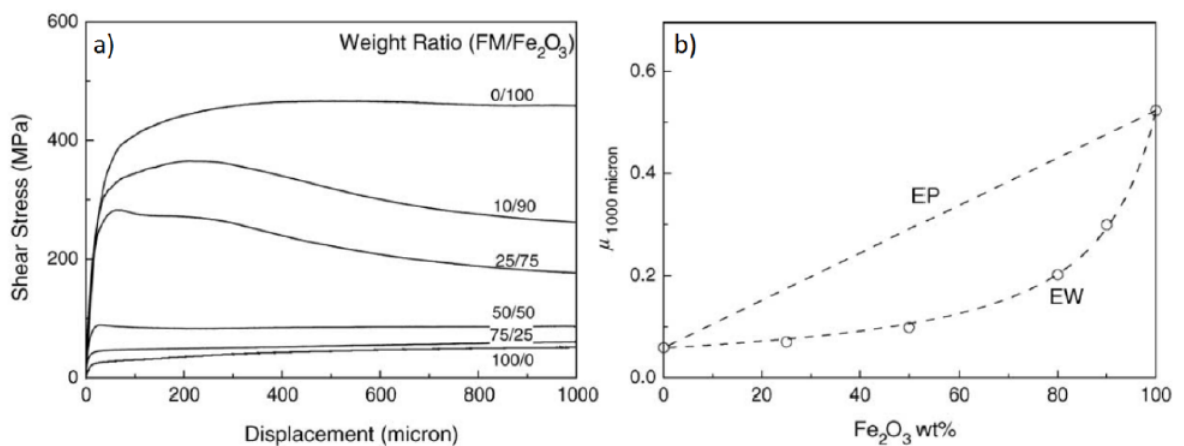 a)
Weight Ratio (FM/Fe₂O₃)
600
400
200
0
Shear Stress (MPa)
0/100
10/90
25/75
50/50
75/25
100/0
0 200 400 600 800 1000
Displacement (micron)
b)
0.6
0.4
0.2
0.0
μ 1000 micron
EP
EW
0 20 40 60 80 100
Fe₂O₃ wt%